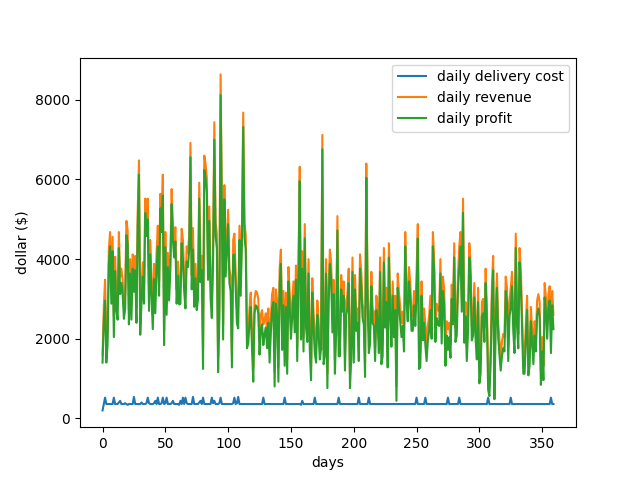 daily delivery cost
daily revenue
daily profit
8000
6000
4000
2000
0
dollar ($)
0 50 100 150 200 250 300 350
days